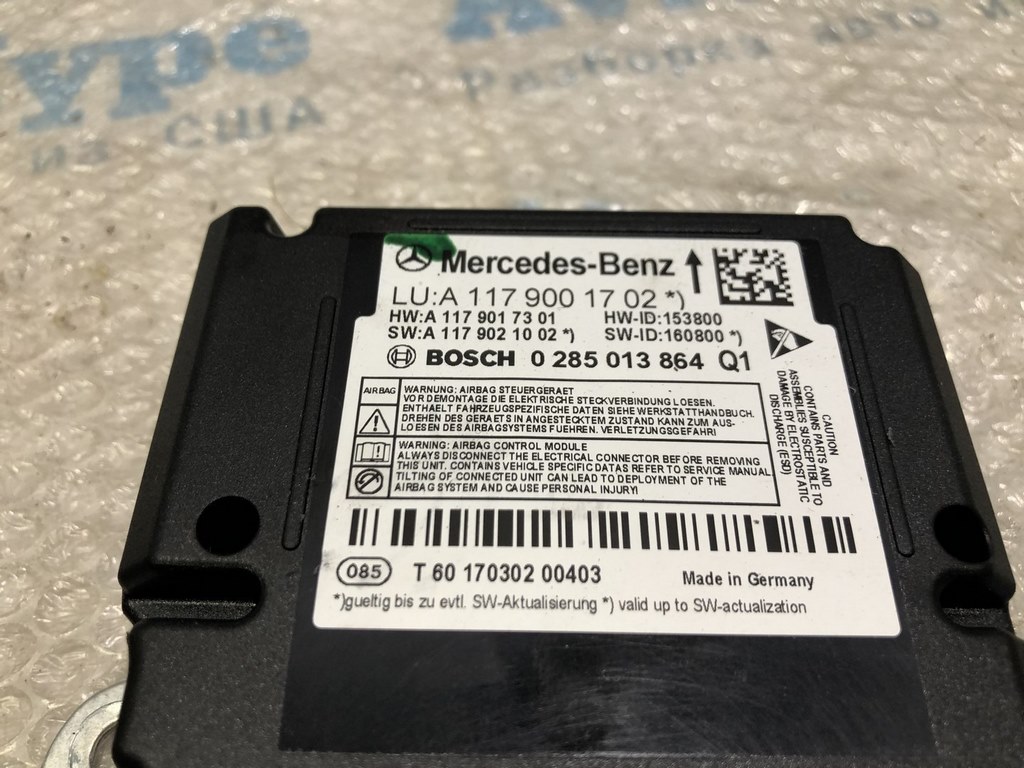 уре
из США
Разборка авто и
Mercedes-Benz
LU:A 117 900 17 02 *)
HW:A 117 901 73 01 HW-ID:153800
SW:A 117 902 10 02 *) SW-ID:160800 *)
BOSCH 0 285 013 864 Q1
AIRBAG
WARNUNG: AIRBAG STEUERGERAET
VOR DEMONTAGE DIE ELEKTRISCHE STECKVERBINDUNG LOESEN.
ENTHAELT FAHRZEUGSPEZIFISCHE DATEN SIEHE WERKSTATTHANDBUCH.
DREHEN DES GERAETS IN ANGESTECKTEM ZUSTAND KANN ZUM AUS-
LOESEN DES AIRBAGSYSTEMS FUEHREN. VERLETZUNGSGEFAHR!
WARNING: AIRBAG CONTROL MODULE
ALWAYS DISCONNECT THE ELECTRICAL CONNECTOR BEFORE REMOVING
THIS UNIT. CONTAINS VEHICLE SPECIFIC DATAS REFER TO SERVICE MANUAL
TILTING OF CONNECTED UNIT CAN LEAD TO DEPLOYMENT OF THE
AIRBAG SYSTEM AND CAUSE PERSONAL INJURY!
CAUTION
CONTAINS PARTS AND
ASSEMBLIES SUSCEPTIBLE TO
DAMAGE BY ELECTROSTATIC
DISCHARGE (ESD)
085 T 60 170302 00403 Made in Germany
*)gueltig bis zu evtl. SW-Aktualisierung *) valid up to SW-actualization